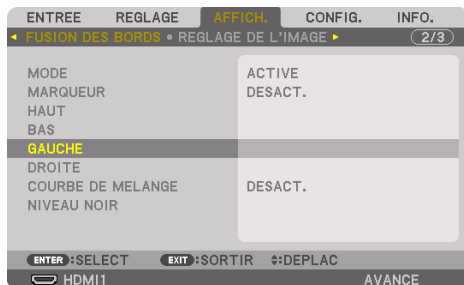 ENTREE REGLAGE AFFICH. CONFIG. INFO.
FUSION DES BORDS • REGLAGE DE L'IMAGE 2/3
MODE ACTIVE
MARQUEUR DESACT.
HAUT
BAS
GAUCHE
DROITE
COURBE DE MELANGE DESACT.
NIVEAU NOIR
ENTER :SELECT EXIT :SORTIR :DEPLAC
HDMI1 AVANCE